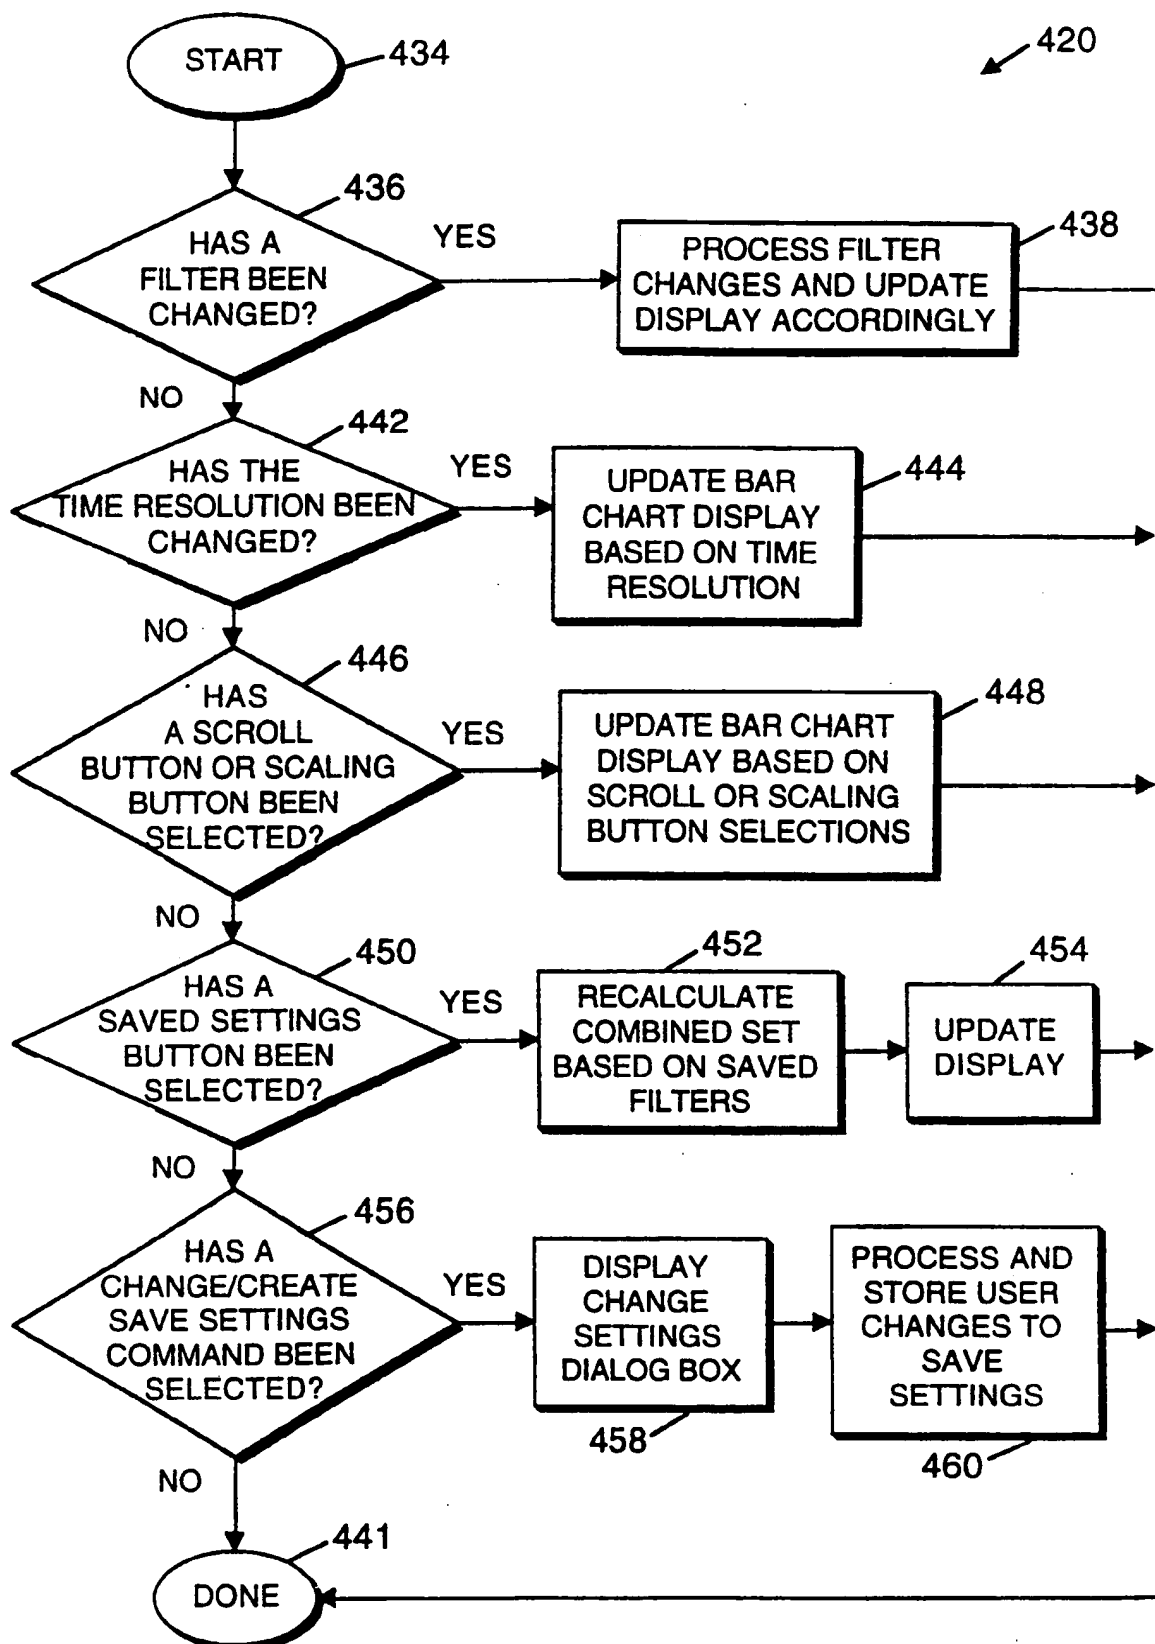 START
434
420
436
HAS A
FILTER BEEN
CHANGED?
YES
PROCESS FILTER
CHANGES AND UPDATE
DISPLAY ACCORDINGLY
438
NO
442
HAS THE
TIME RESOLUTION BEEN
CHANGED?
YES
UPDATE BAR
CHART DISPLAY
BASED ON TIME
RESOLUTION
444
NO
446
HAS
A SCROLL
BUTTON OR SCALING
BUTTON BEEN
SELECTED?
YES
UPDATE BAR CHART
DISPLAY BASED ON
SCROLL OR SCALING
BUTTON SELECTIONS
448
NO
450
HAS A
SAVED SETTINGS
BUTTON BEEN
SELECTED?
YES
452
RECALCULATE
COMBINED SET
BASED ON SAVED
FILTERS
454
UPDATE
DISPLAY
NO
456
HAS A
CHANGE/CREATE
SAVE SETTINGS
COMMAND BEEN
SELECTED?
YES
DISPLAY
CHANGE
SETTINGS
DIALOG BOX
458
PROCESS AND
STORE USER
CHANGES TO
SAVE
SETTINGS
460
NO
441
DONE